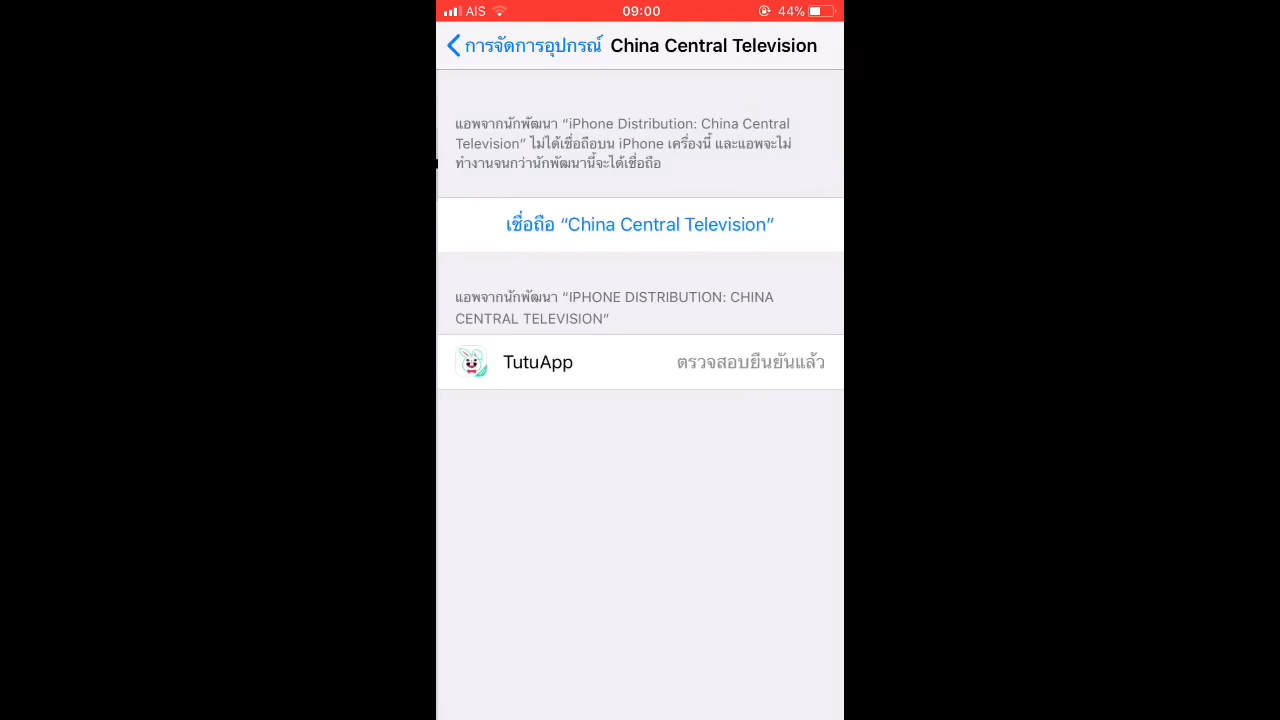 AIS 09:00 44%
การจัดการอุปกรณ์ China Central Television
แอพจากนักพัฒนา “iPhone Distribution: China Central
Television” ไม่ได้เชื่อถือบน iPhone เครื่องนี้ และแอพจะไม่
ทำงานจนกว่านักพัฒนานี้จะได้เชื่อถือ
เชื่อถือ “China Central Television”
แอพจากนักพัฒนา “IPHONE DISTRIBUTION: CHINA
CENTRAL TELEVISION”
TutuApp ตรวจสอบยืนยันแล้ว